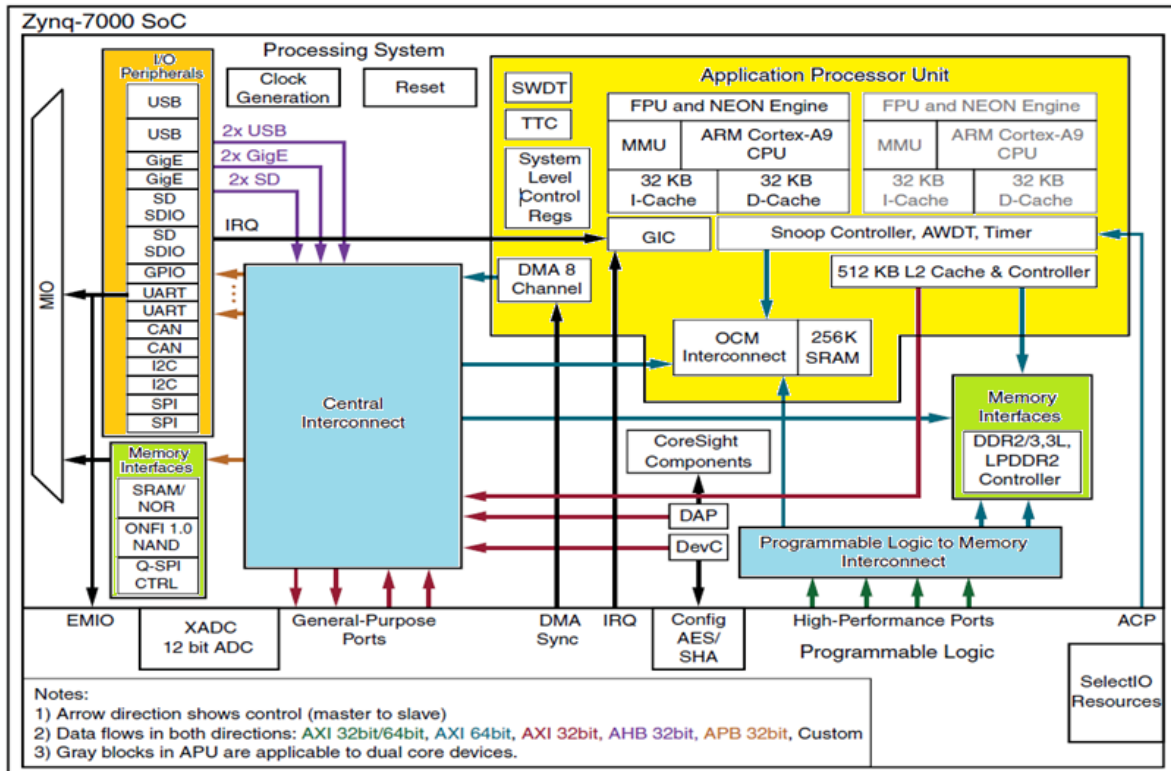 Zynq-7000 SoC
Processing System
I/O
Peripherals
USB
USB
GigE
GigE
SD
SDIO
SD
SDIO
GPIO
UART
UART
CAN
CAN
I2C
I2C
SPI
SPI
MIO
Memory
Interfaces
SRAM/
NOR
ONFI 1.0
NAND
Q-SPI
CTRL
Clock
Generation
Reset
2x USB
2x GigE
2x SD
IRQ
Central
Interconnect
Application Processor Unit
SWDT
TTC
System
Level
Control
Regs
FPU and NEON Engine
MMU
ARM Cortex-A9
CPU
32 KB
I-Cache
32 KB
D-Cache
FPU and NEON Engine
MMU
ARM Cortex-A9
CPU
32 KB
I-Cache
32 KB
D-Cache
GIC
Snoop Controller, AWDT, Timer
DMA 8
Channel
512 KB L2 Cache & Controller
OCM
Interconnect
256K
SRAM
Memory
Interfaces
DDR2/3,3L,
LPDDR2
Controller
CoreSight
Components
DAP
DevC
Programmable Logic to Memory
Interconnect
EMIO
XADC
12 bit ADC
General-Purpose
Ports
DMA
Sync
IRQ
Config
AES/
SHA
High-Performance Ports
ACP
Programmable Logic
SelectIO
Resources
Notes:
1) Arrow direction shows control (master to slave)
2) Data flows in both directions: AXI 32bit/64bit, AXI 64bit, AXI 32bit, AHB 32bit, APB 32bit, Custom
3) Gray blocks in APU are applicable to dual core devices.